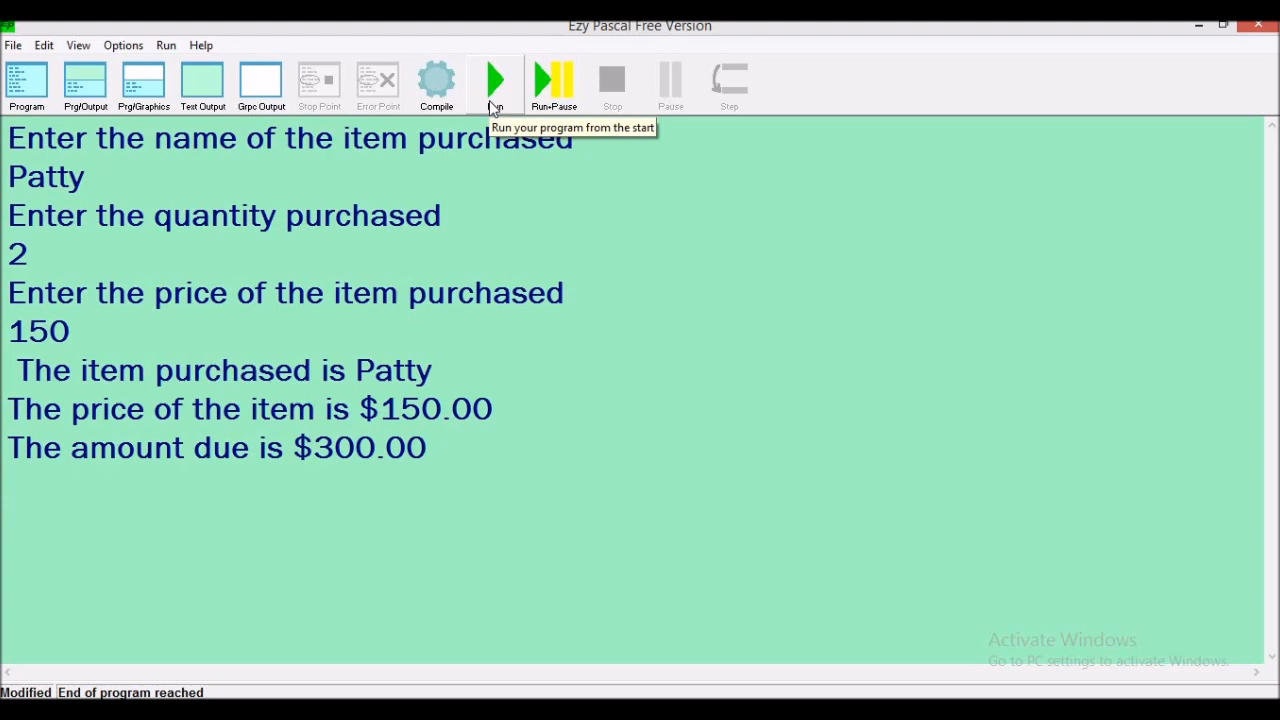 Ezy Pascal Free Version
File Edit View Options Run Help
Program Prg/Output Prg/Graphics Text Output Grpc Output Stop Point Error Point Compile Run+Pause Stop Pause Step
Run your program from the start
Enter the name of the item purchased
Patty
Enter the quantity purchased
2
Enter the price of the item purchased
150
The item purchased is Patty
The price of the item is $150.00
The amount due is $300.00
Activate Windows
Go to PC settings to activate Windows.
Modified End of program reached